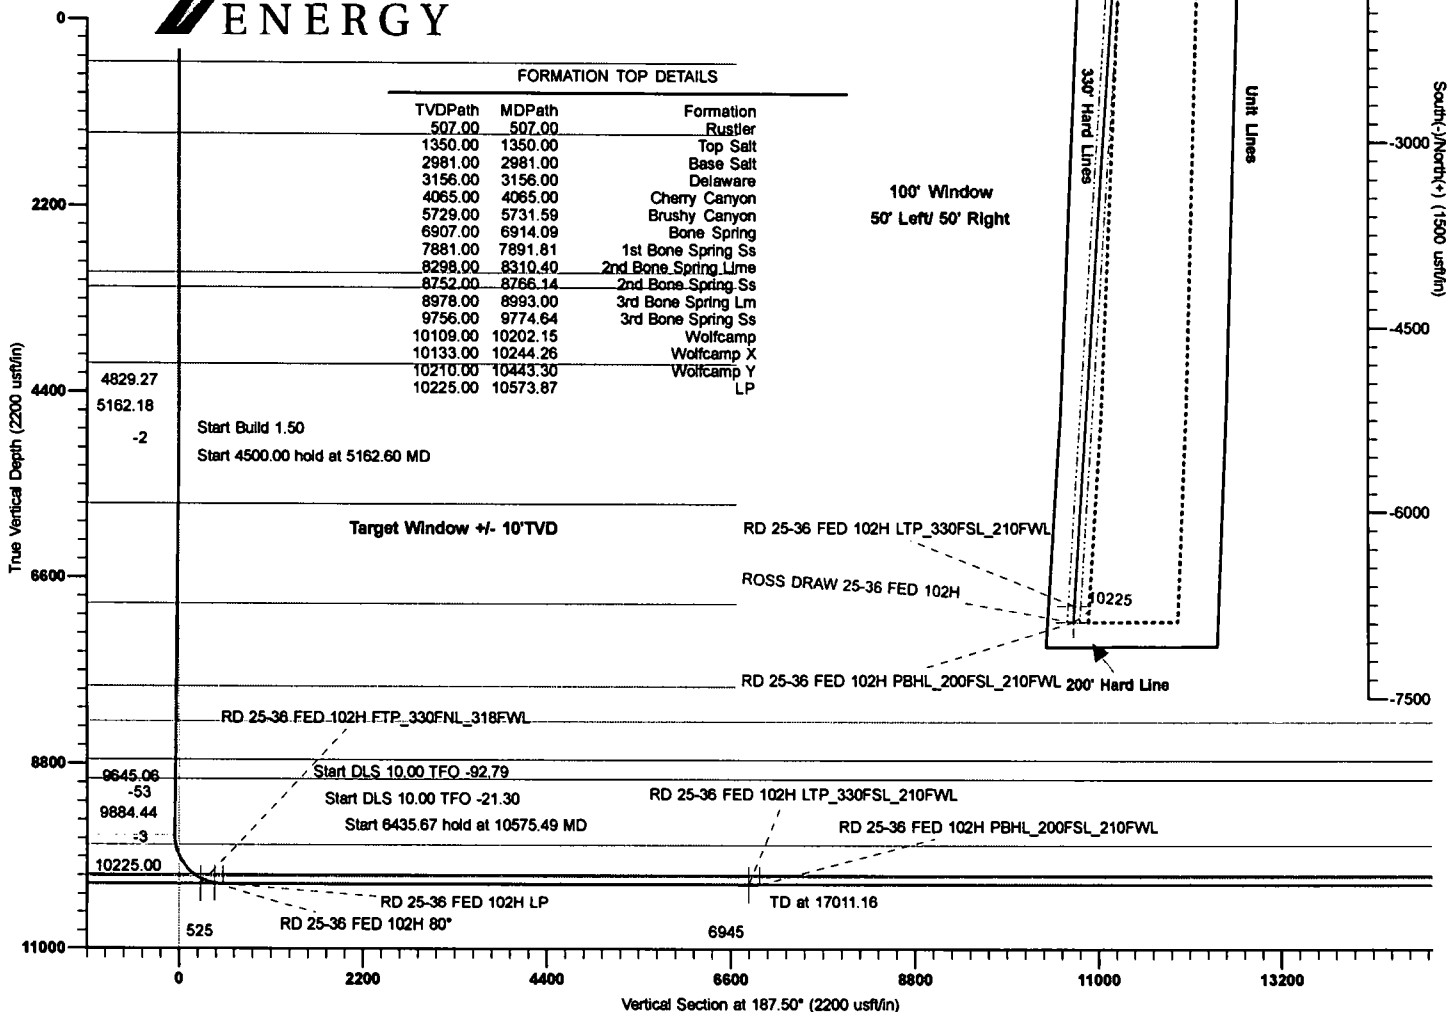 ENERGY
FORMATION TOP DETAILS
TVDPath MDPath Formation
507.00 507.00 Rustler
1350.00 1350.00 Top Salt
2981.00 2981.00 Base Salt
3156.00 3156.00 Delaware
4065.00 4065.00 Cherry Canyon
5729.00 5731.59 Brushy Canyon
6907.00 6914.09 Bone Spring
7881.00 7891.81 1st Bone Spring Ss
8298.00 8310.40 2nd Bone Spring Lime
8752.00 8766.14 2nd Bone Spring Ss
8978.00 8993.00 3rd Bone Spring Lm
9756.00 9774.64 3rd Bone Spring Ss
10109.00 10202.15 Wolfcamp
10133.00 10244.26 Wolfcamp X
10210.00 10443.30 Wolfcamp Y
10225.00 10573.87 LP
True Vertical Depth (2200 usft/in)
0
2200
4400
6600
8800
11000
4829.27
5162.18
-2
Start Build 1.50
Start 4500.00 hold at 5162.60 MD
Target Window +/- 10'TVD
100' Window
50' Left/ 50' Right
330' Hard Lines
Unit Lines
RD 25-36 FED 102H LTP_330FSL_210FWL
ROSS DRAW 25-36 FED 102H
10225
RD 25-36 FED 102H PBHL_200FSL_210FWL
200' Hard Line
South(-)/North(+) (1500 usft/in)
-3000
-4500
-6000
-7500
RD 25-36 FED 102H FTP_330FNL_318FWL
9645.06
-53
9884.44
-3
10225.00
Start DLS 10.00 TFO -92.79
Start DLS 10.00 TFO -21.30
Start 6435.67 hold at 10575.49 MD
RD 25-36 FED 102H LTP_330FSL_210FWL
RD 25-36 FED 102H PBHL_200FSL_210FWL
RD 25-36 FED 102H LP
TD at 17011.16
RD 25-36 FED 102H 80°
525
6945
0 2200 4400 6600 8800 11000 13200
Vertical Section at 187.50° (2200 usft/in)